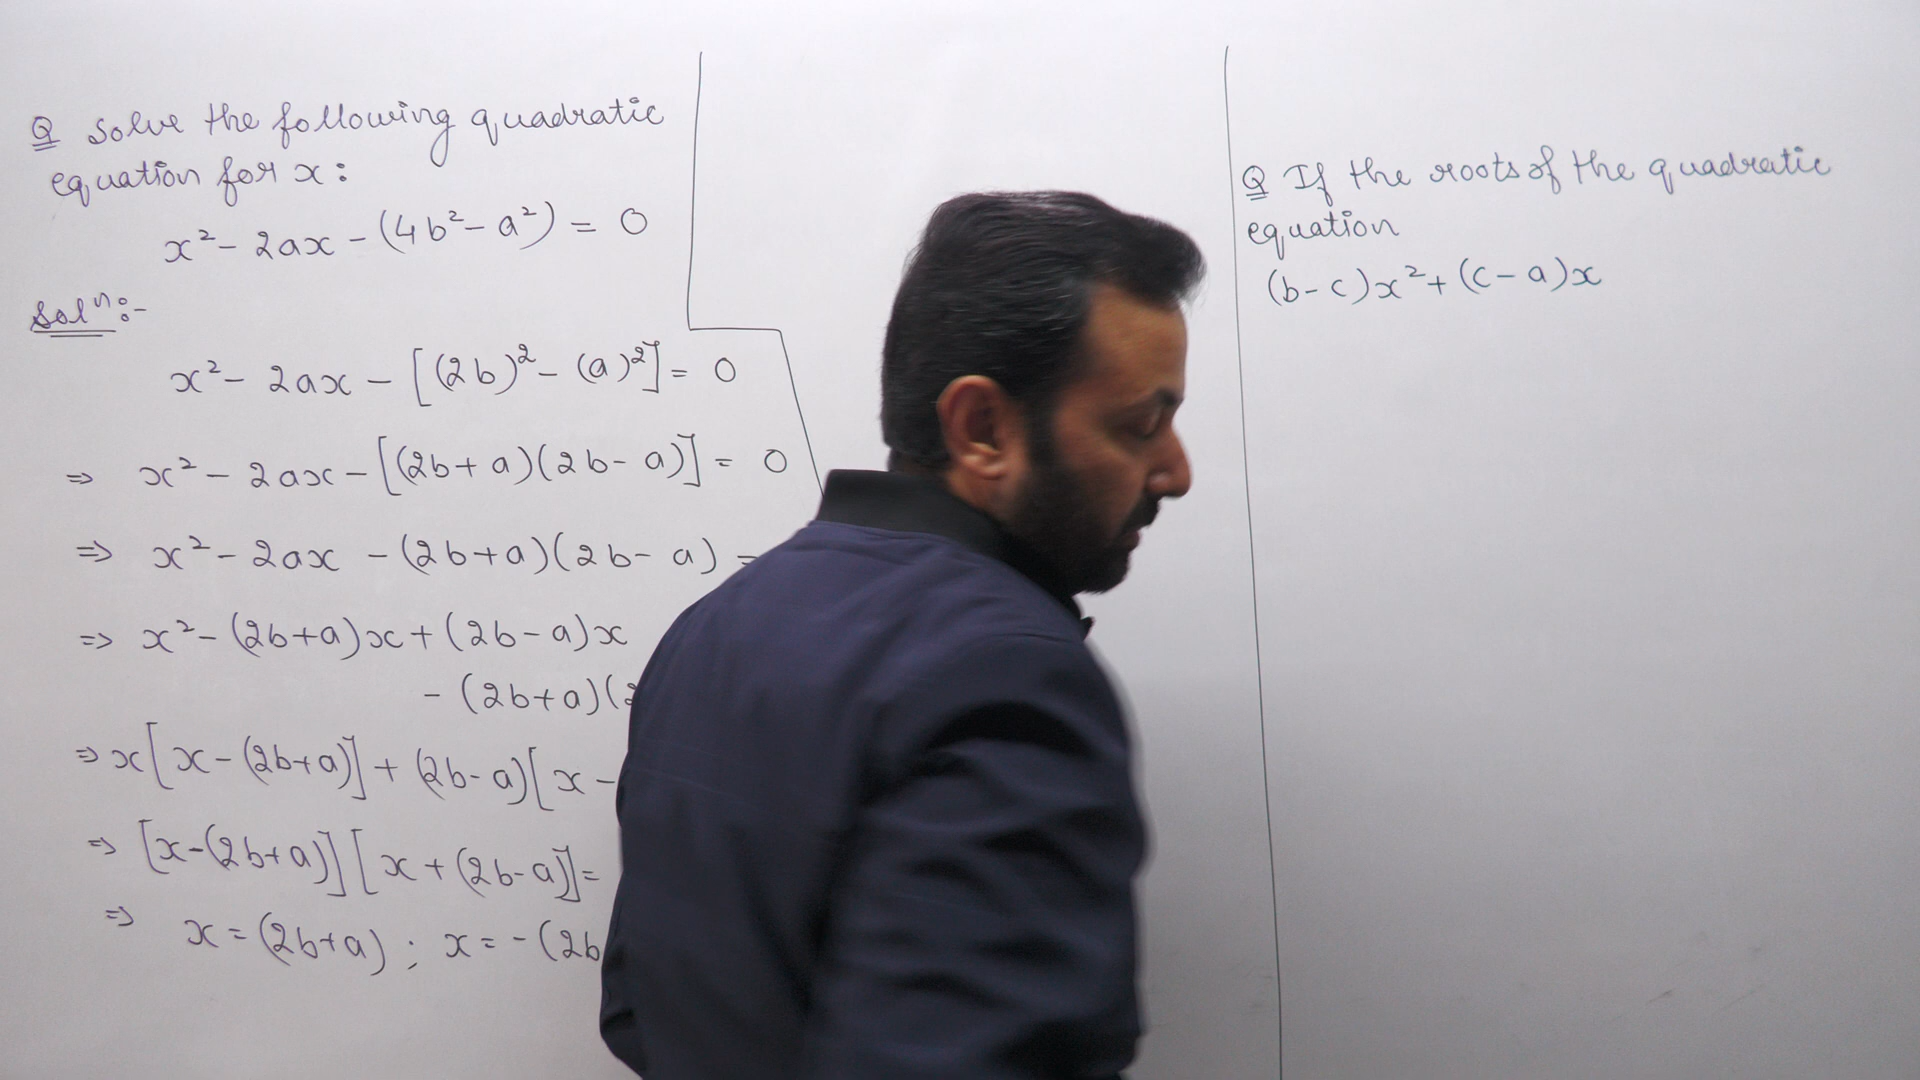 Q Solve the following quadratic
equation for x:
x² - 2ax - (4b² - a²) = 0
Solⁿ:-
x² - 2ax - [(2b)² - (a)²] = 0
⇒ x² - 2ax - [(2b+a)(2b-a)] = 0
⇒ x² - 2ax - (2b+a)(2b-a) =
⇒ x² - (2b+a)x + (2b-a)x
- (2b+a)(2
⇒ x[x-(2b+a)] + (2b-a)[x -
⇒ [x-(2b+a)][x+(2b-a)] =
⇒ x = (2b+a) ; x = -(2b
Q If the roots of the quadratic
equation
(b-c)x² + (c-a)x